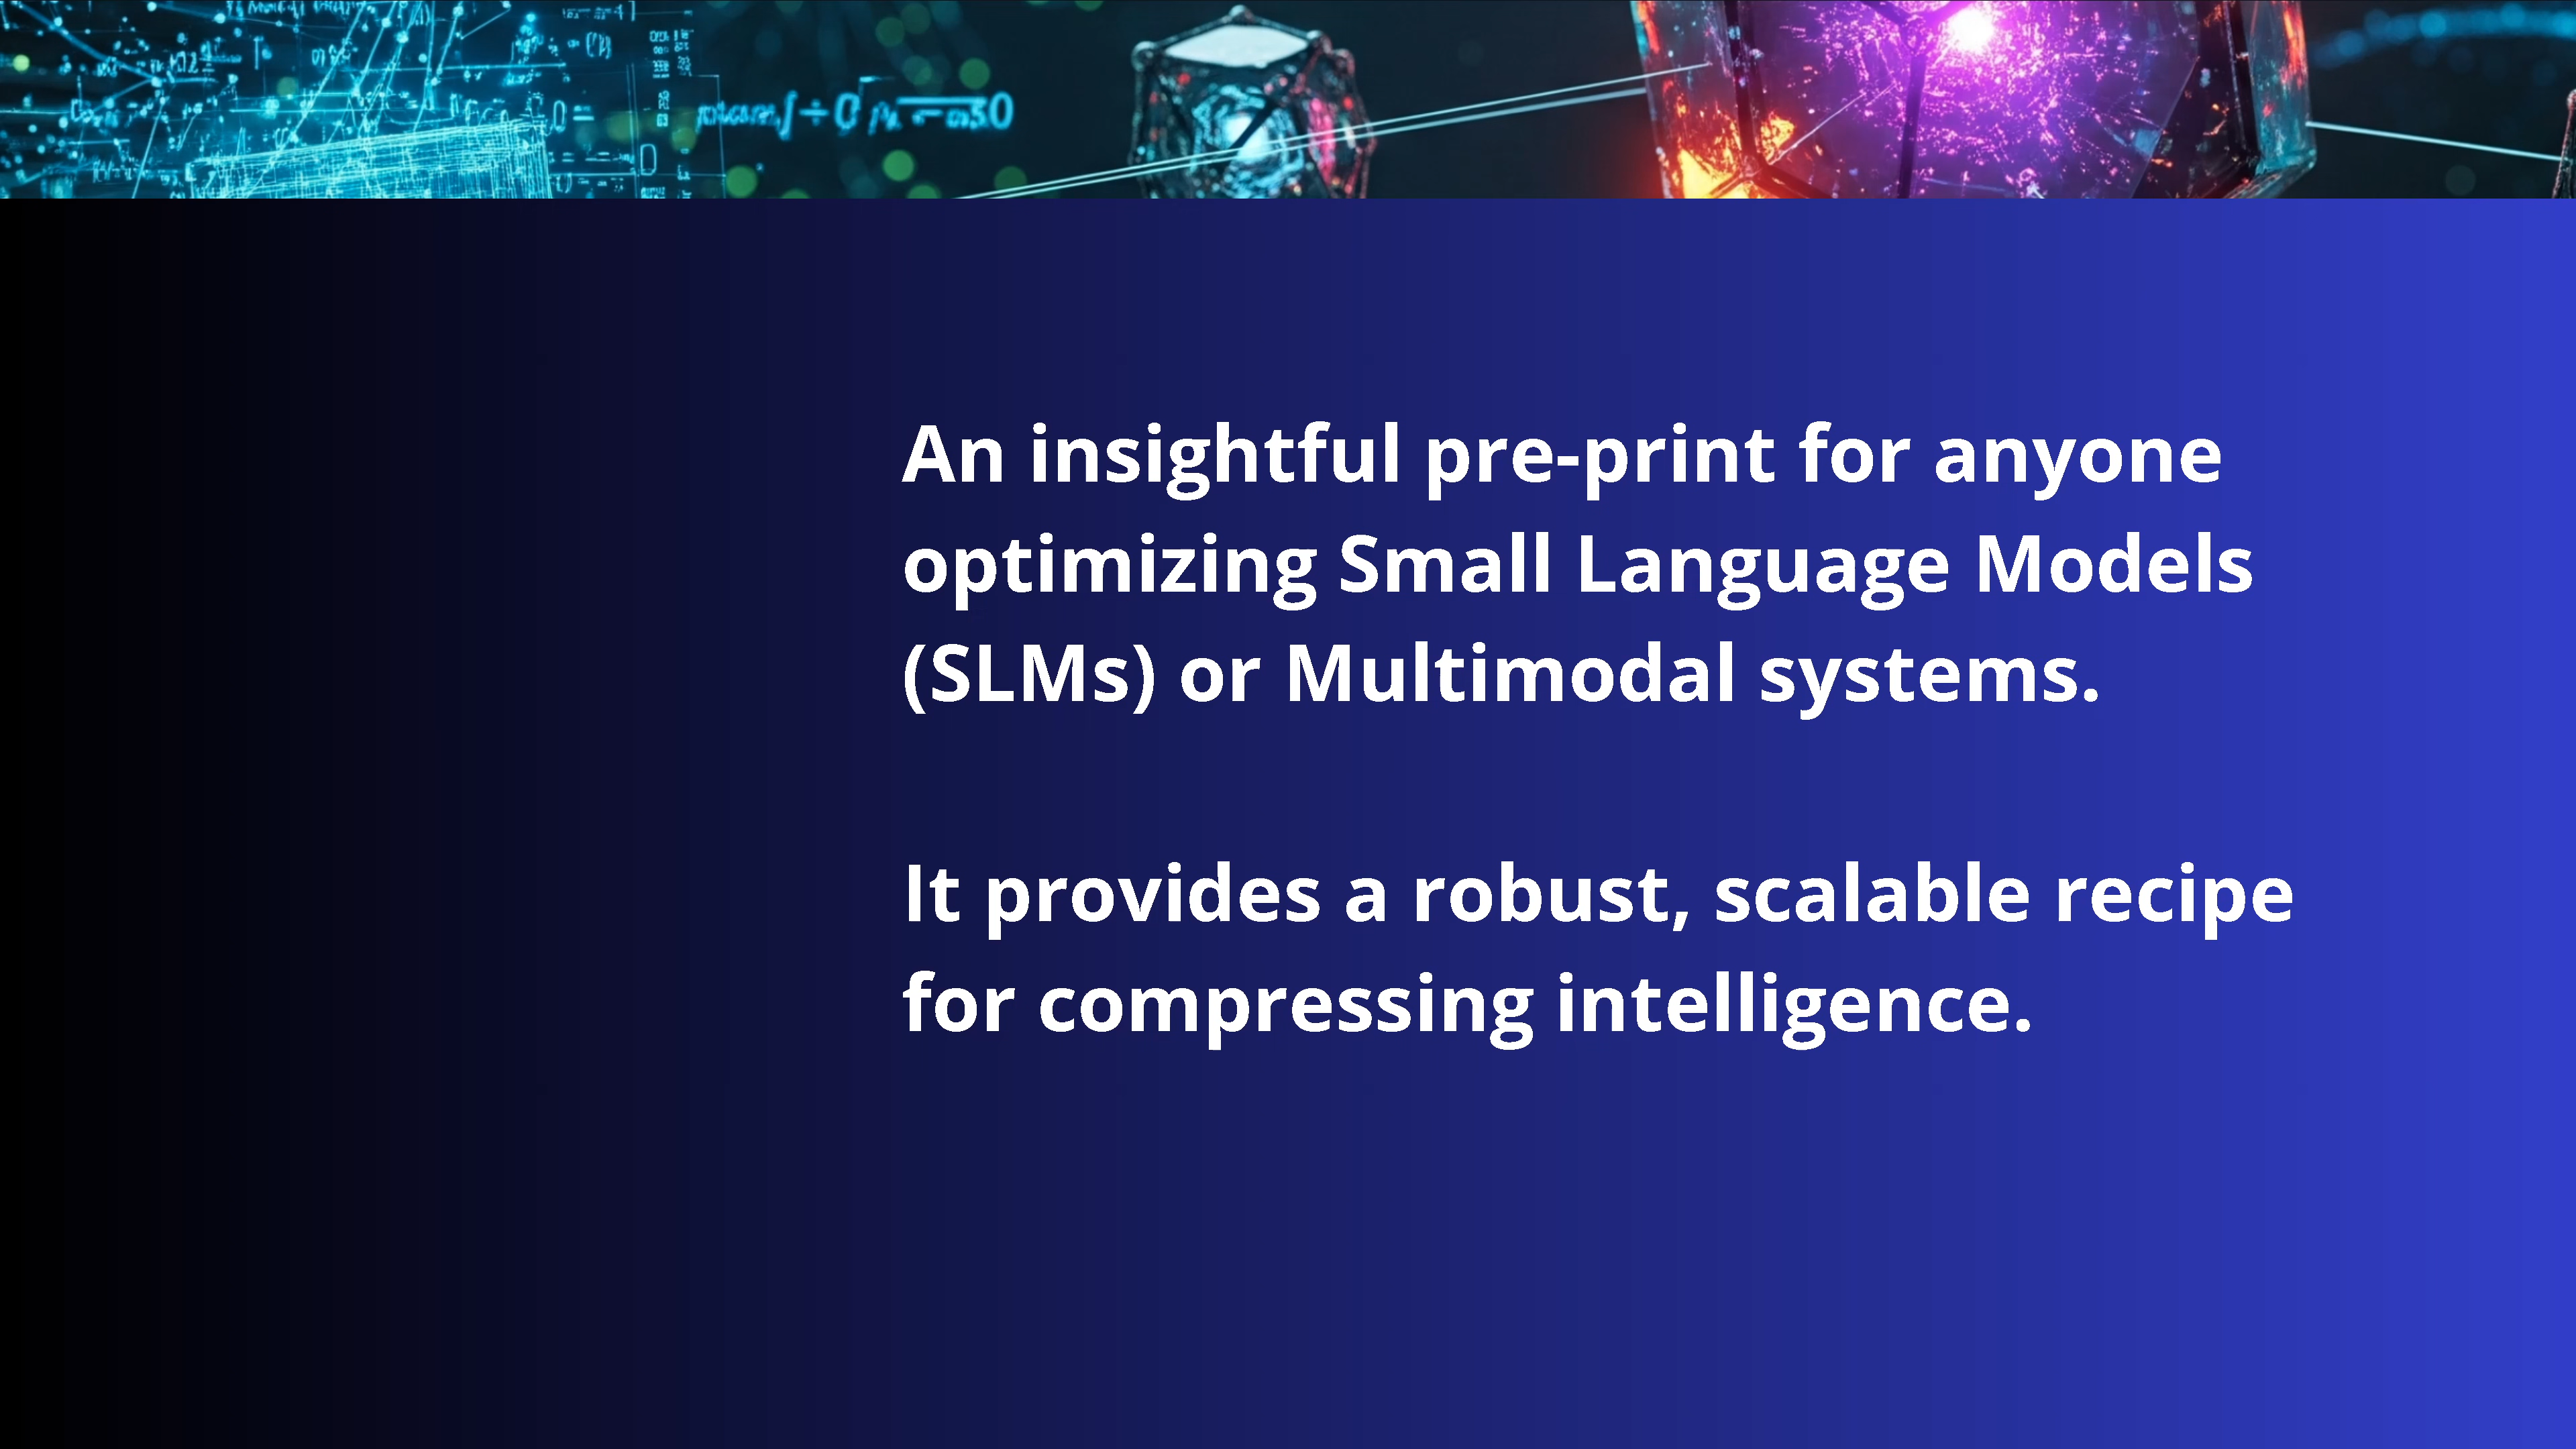 An insightful pre-print for anyone
optimizing Small Language Models
(SLMs) or Multimodal systems.
It provides a robust, scalable recipe
for compressing intelligence.